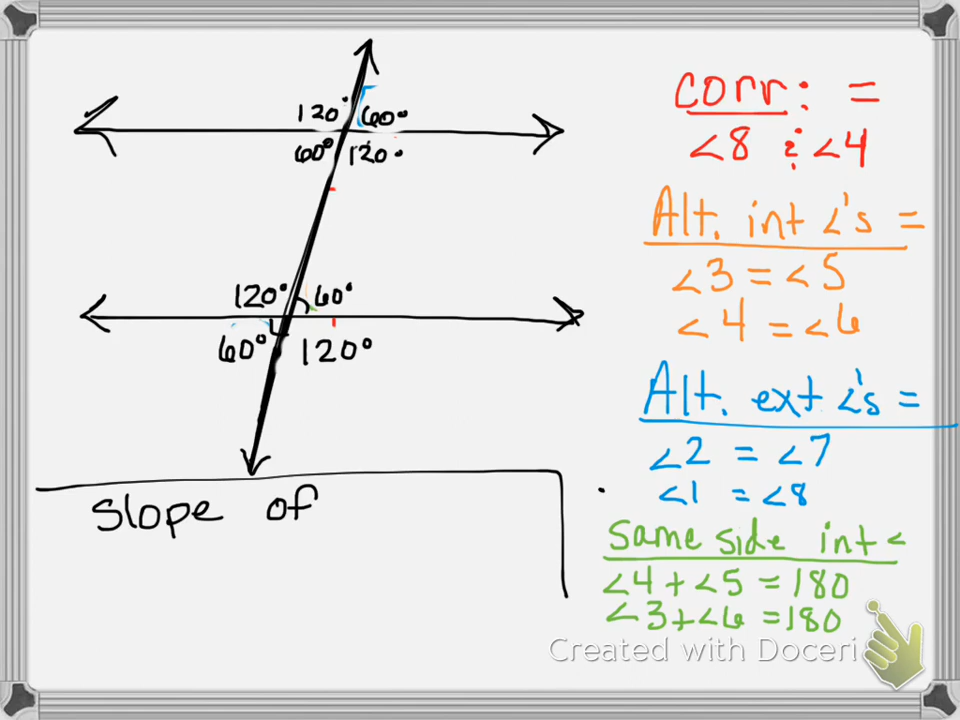 120° 60°
60° 120°
120° 60°
60° 120°
slope of
corr: =
<8 & <4
Alt. int <'s =
<3 = <5
<4 = <6
Alt. ext <'s =
<2 = <7
<1 = <8
Same side int <
<4 + <5 = 180
<3 + <6 = 180
Created with Doceri